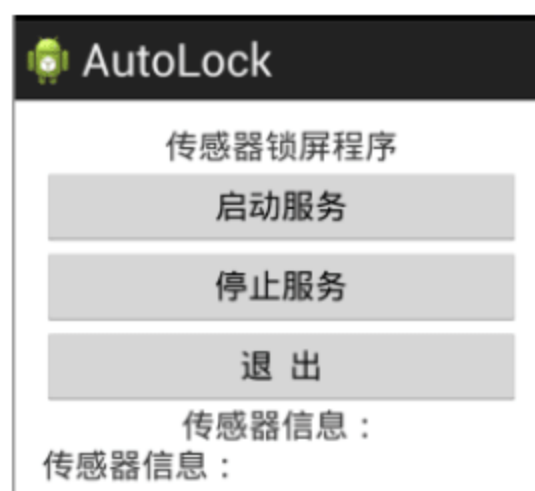 AutoLock
传感器锁屏程序
启动服务
停止服务
退 出
传感器信息：
传感器信息：